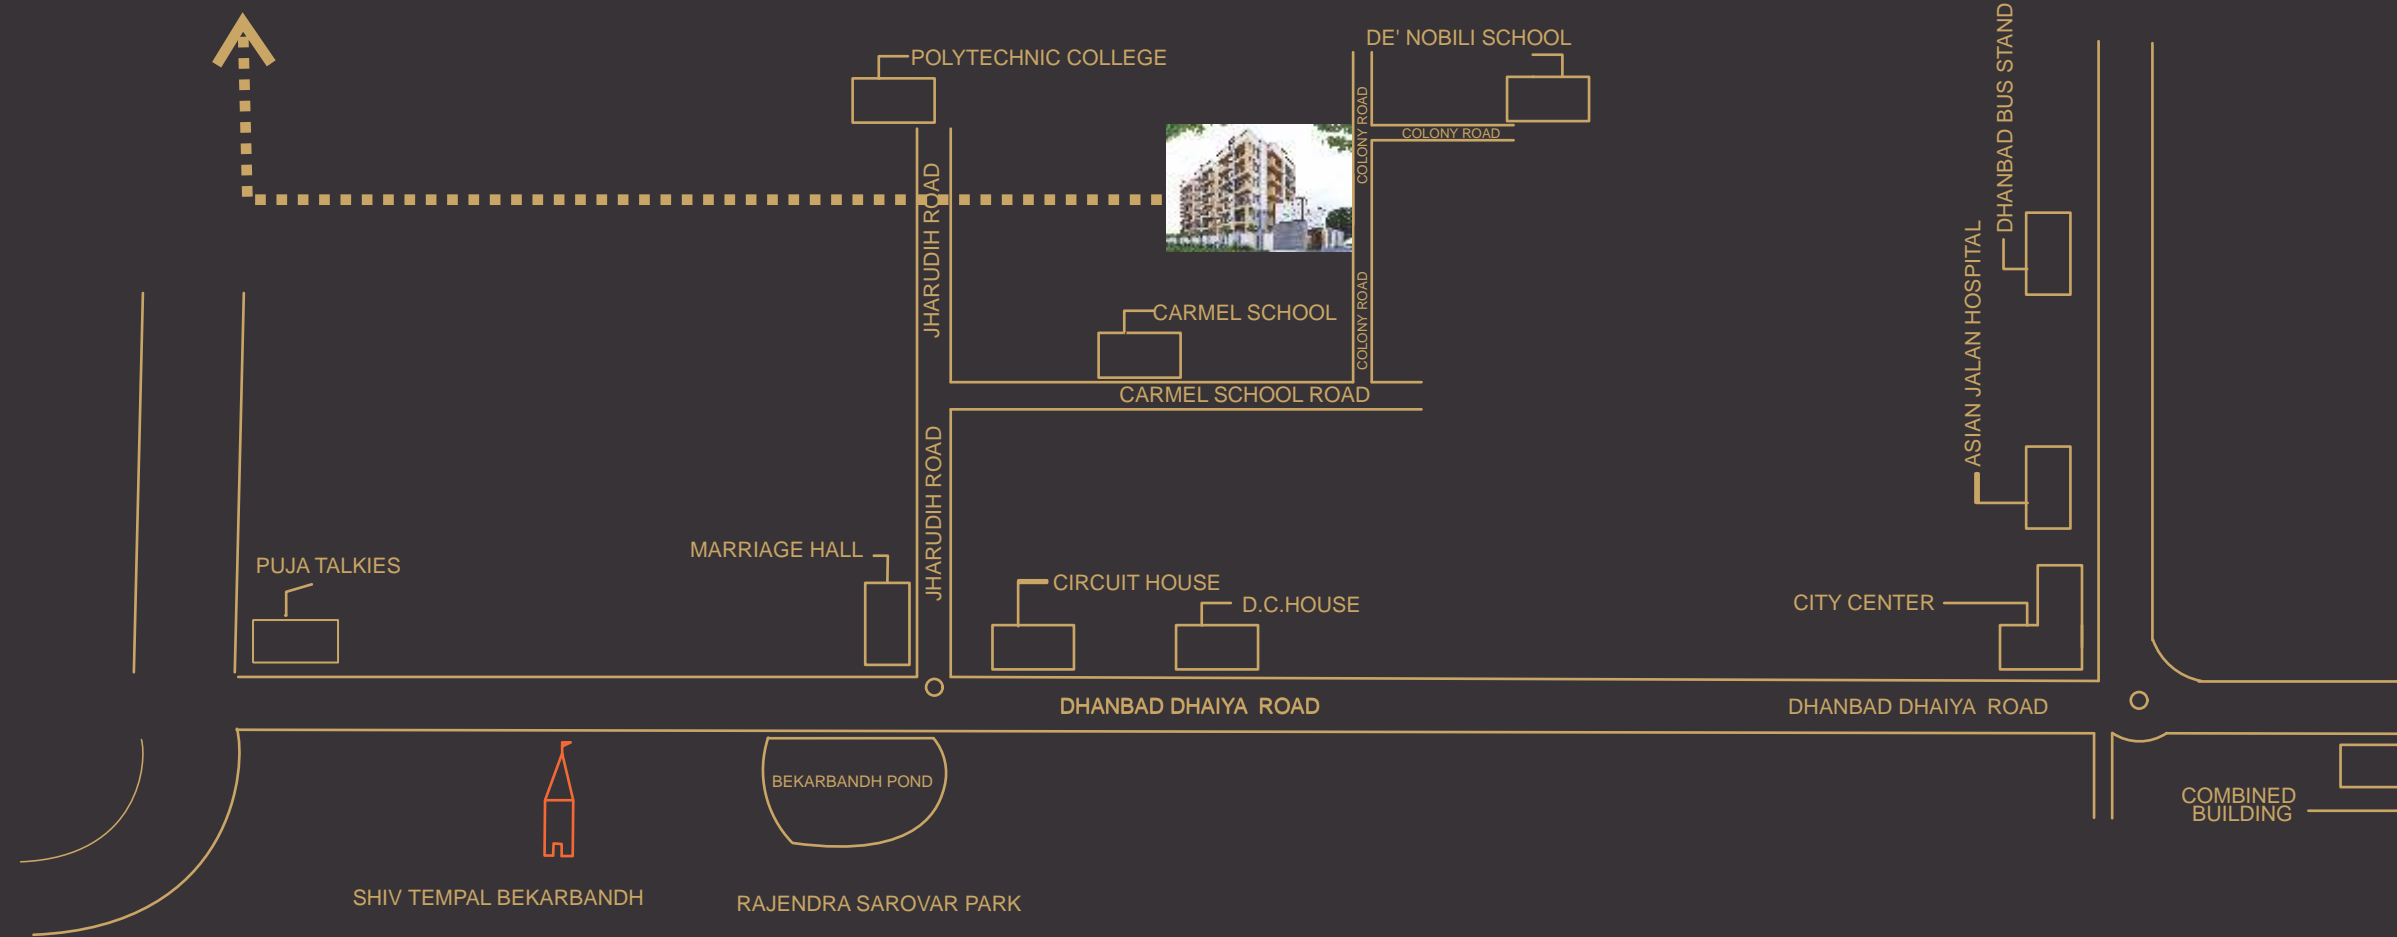 DE' NOBILI SCHOOL
POLYTECHNIC COLLEGE
DHANBAD BUS STAND
COLONY ROAD
COLONY ROAD
JHARUDIH ROAD
ASIAN JALAN HOSPITAL
COLONY ROAD
CARMEL SCHOOL
CARMEL SCHOOL ROAD
JHARUDIH ROAD
MARRIAGE HALL
PUJA TALKIES
CIRCUIT HOUSE
D.C.HOUSE
CITY CENTER
DHANBAD DHAIYA ROAD
DHANBAD DHAIYA ROAD
BEKARBANDH POND
COMBINED
BUILDING
SHIV TEMPAL BEKARBANDH
RAJENDRA SAROVAR PARK